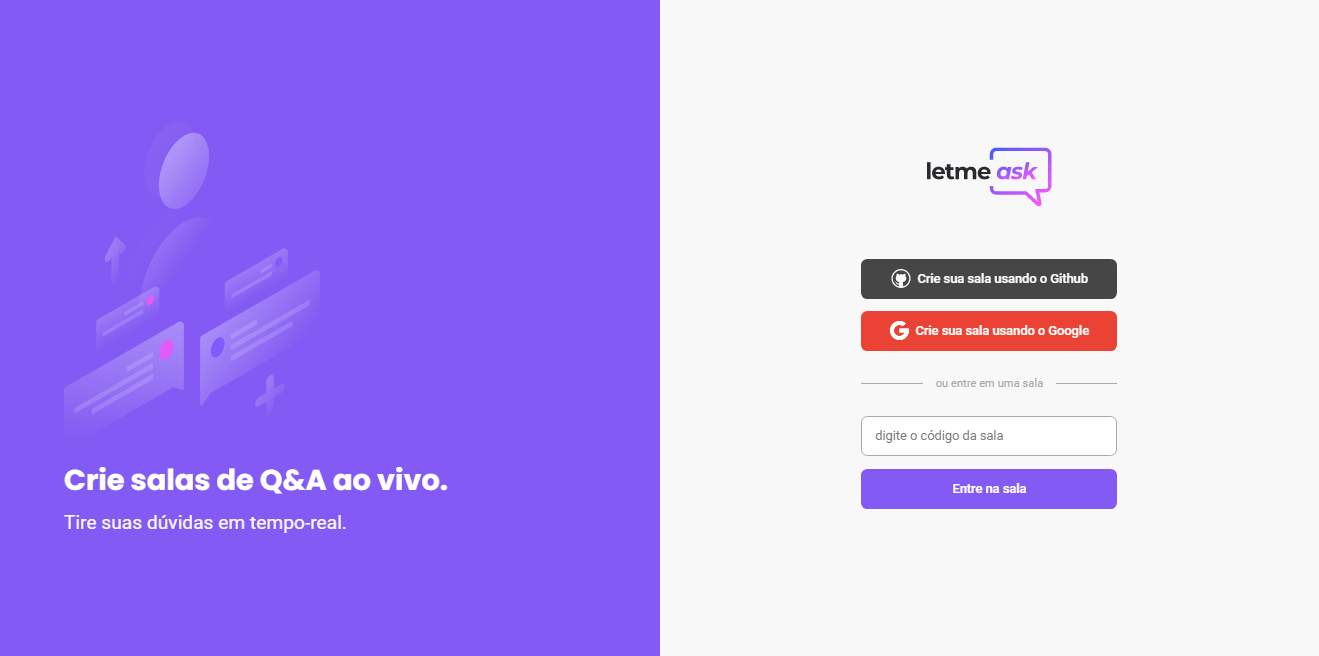 Crie salas de Q&A ao vivo.
Tire suas dúvidas em tempo-real.
letme ask
Crie sua sala usando o Github
Crie sua sala usando o Google
ou entre em uma sala
digite o código da sala
Entre na sala